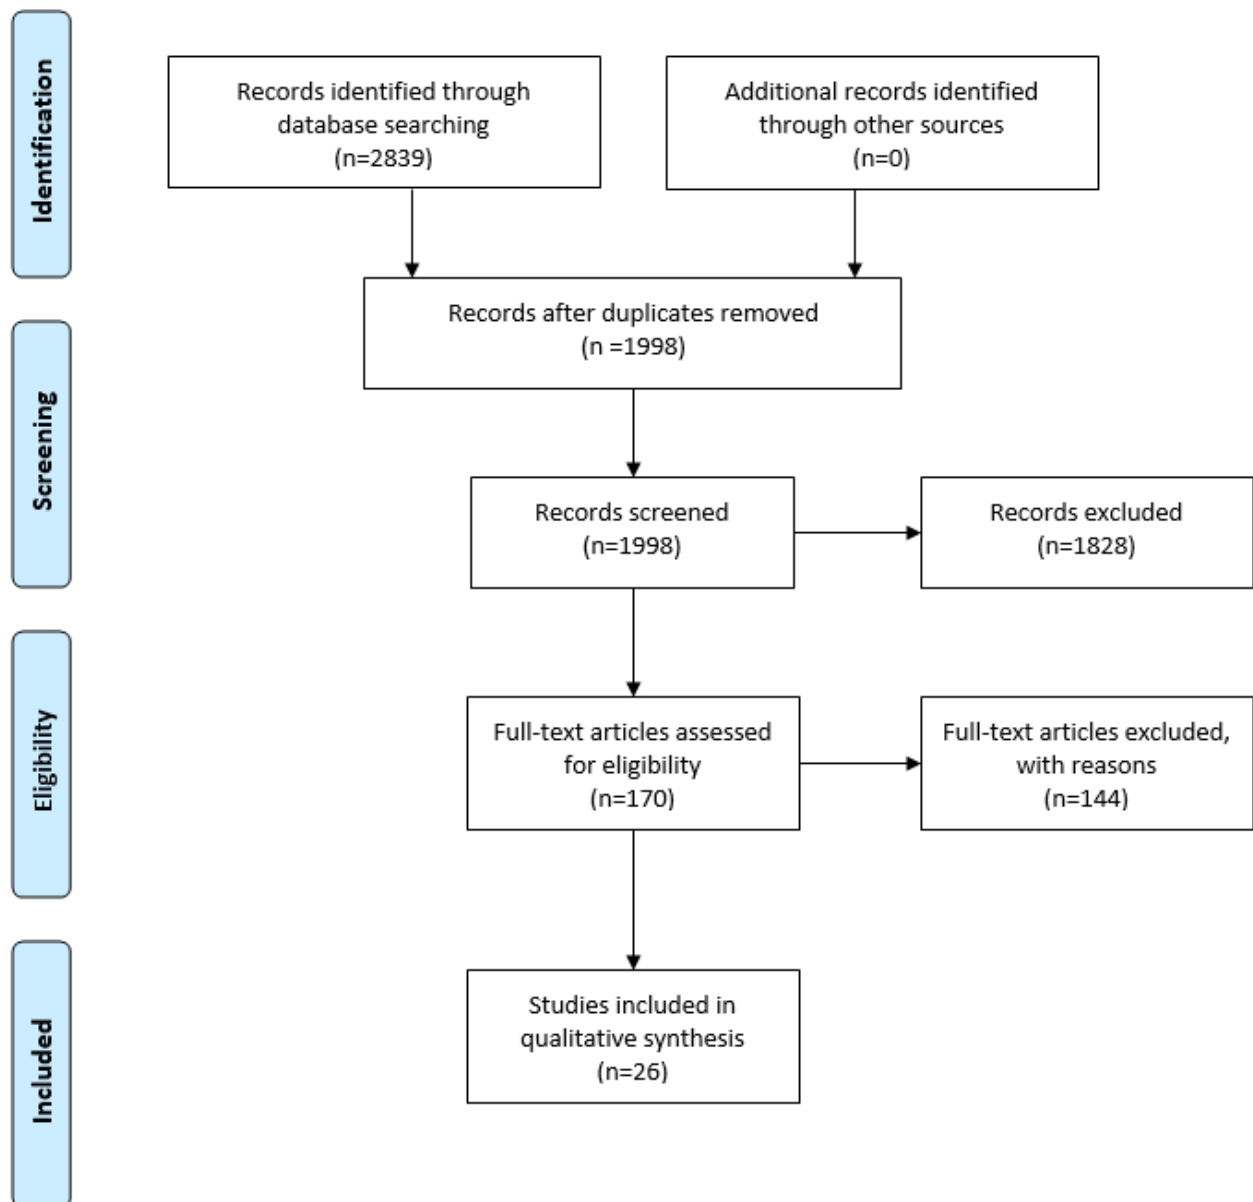 Identification
Records identified through
database searching
(n=2839)
Additional records identified
through other sources
(n=0)
Records after duplicates removed
(n =1998)
Screening
Records screened
(n=1998)
Records excluded
(n=1828)
Eligibility
Full-text articles assessed
for eligibility
(n=170)
Full-text articles excluded,
with reasons
(n=144)
Included
Studies included in
qualitative synthesis
(n=26)